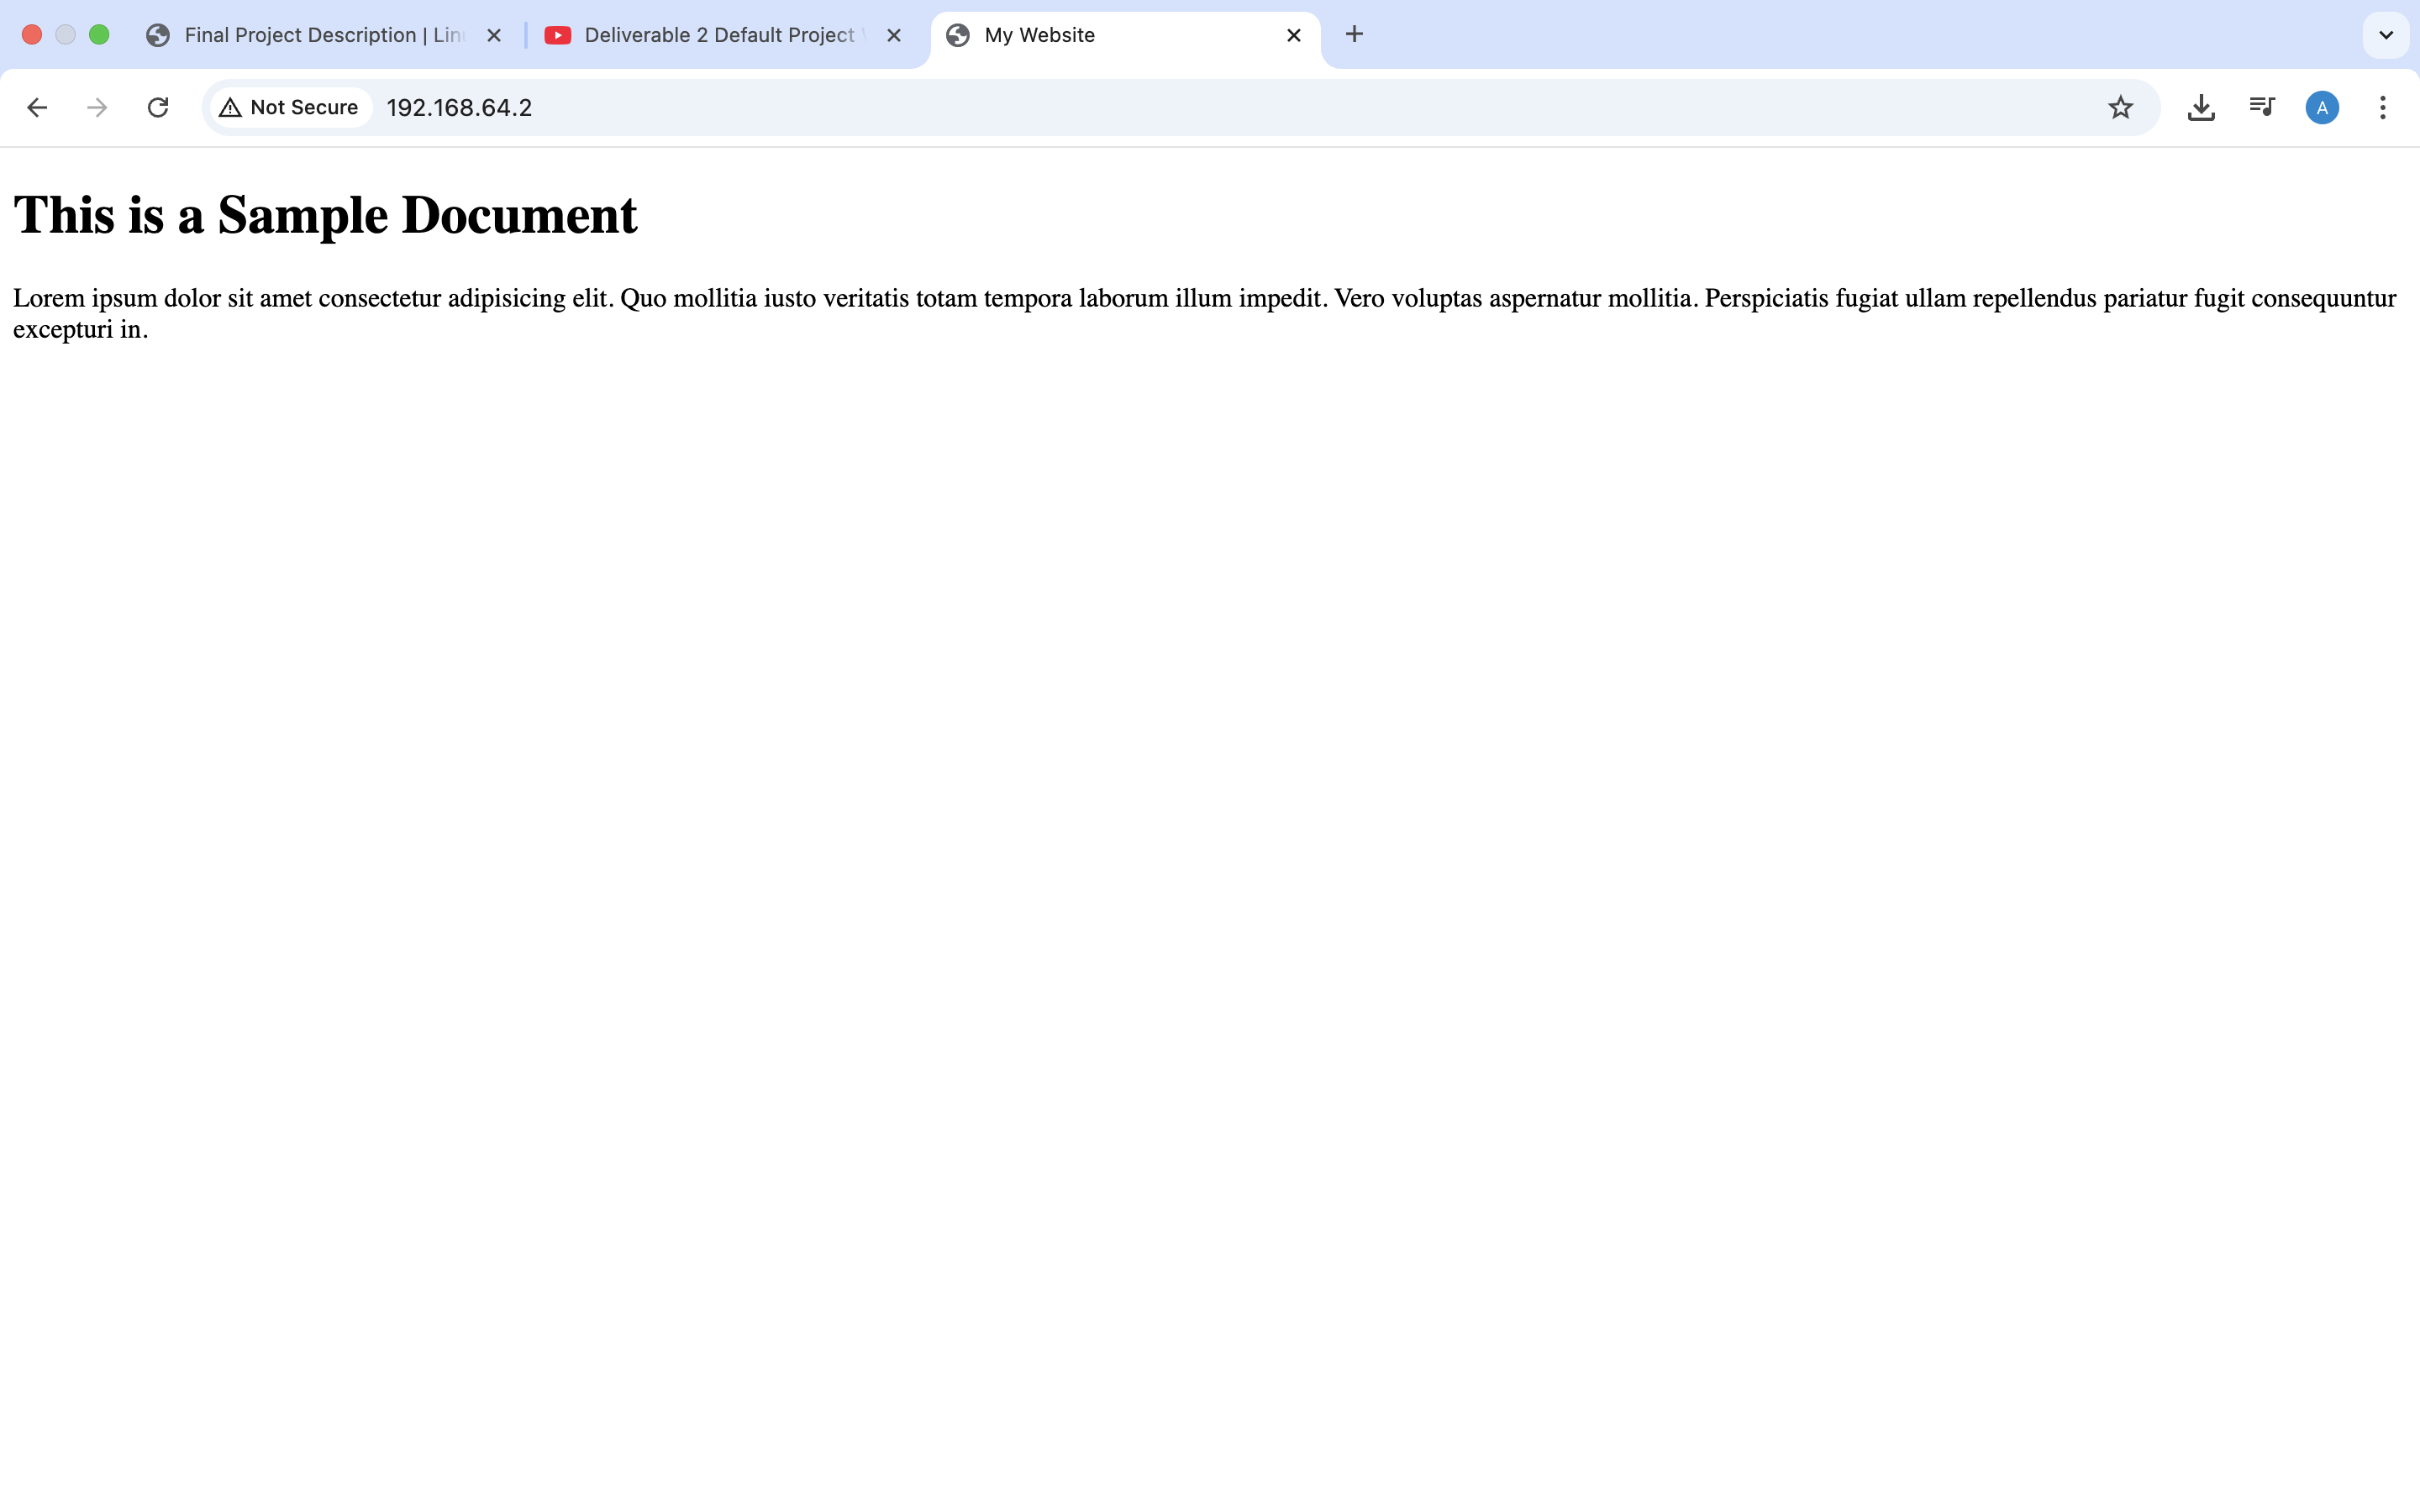 Final Project Description | Lin
Deliverable 2 Default Project
My Website
Not Secure
192.168.64.2
A
This is a Sample Document
Lorem ipsum dolor sit amet consectetur adipisicing elit. Quo mollitia iusto veritatis totam tempora laborum illum impedit. Vero voluptas aspernatur mollitia. Perspiciatis fugiat ullam repellendus pariatur fugit consequuntur
excepturi in.